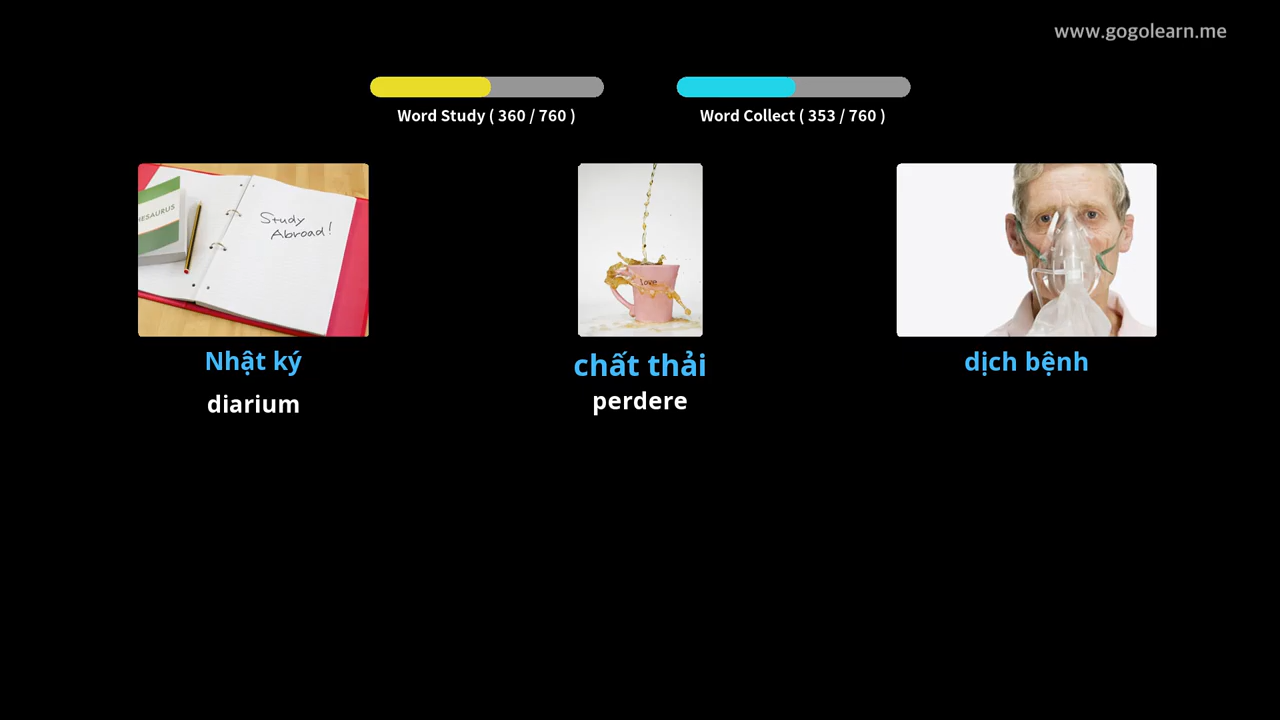 www.gogolearn.me
Word Study ( 360 / 760 )
Word Collect ( 353 / 760 )
HESAURUS
Study
Abroad!
love
Nhật ký
chất thải
dịch bệnh
diarium
perdere